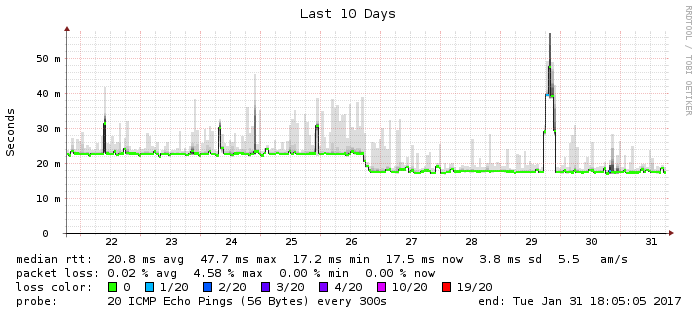 Last 10 Days
RRDTOOL / TOBI OETIKER
Seconds
50 m
40 m
30 m
20 m
10 m
0
22 23 24 25 26 27 28 29 30 31
median rtt: 20.8 ms avg 47.7 ms max 17.2 ms min 17.5 ms now 3.8 ms sd 5.5 am/s
packet loss: 0.02 % avg 4.58 % max 0.00 % min 0.00 % now
loss color: 0 1/20 2/20 3/20 4/20 10/20 19/20
probe: 20 ICMP Echo Pings (56 Bytes) every 300s end: Tue Jan 31 18:05:05 2017